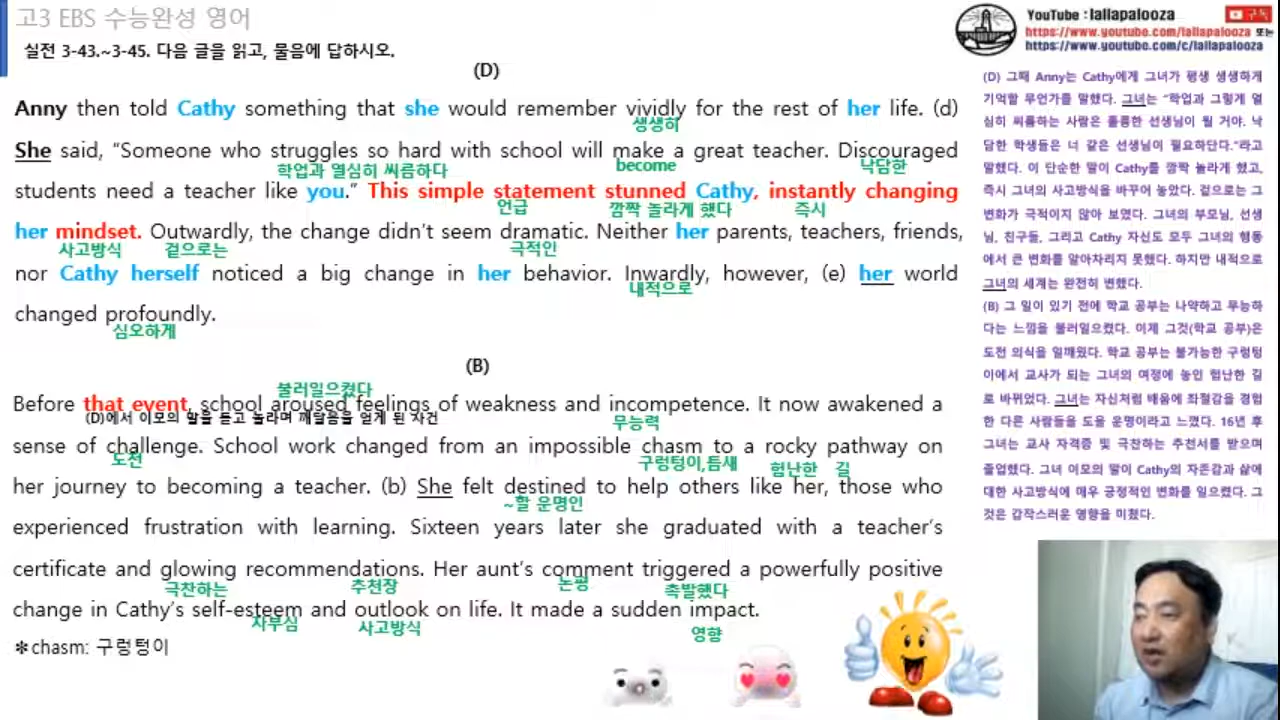 고3 EBS 수능완성 영어
실전 3-43.~3-45. 다음 글을 읽고, 물음에 답하시오.
(D)
Anny then told Cathy something that she would remember vividly for the rest of her life. (d)
생생히
She said, “Someone who struggles so hard with school will make a great teacher. Discouraged
학업과 열심히 씨름하다 become 낙담한
students need a teacher like you.” This simple statement stunned Cathy, instantly changing
언급 깜짝 놀라게 했다 즉시
her mindset. Outwardly, the change didn't seem dramatic. Neither her parents, teachers, friends,
사고방식 겉으로는 극적인
nor Cathy herself noticed a big change in her behavior. Inwardly, however, (e) her world
내적으로
changed profoundly.
심오하게
(B)
불러일으켰다
Before that event, school aroused feelings of weakness and incompetence. It now awakened a
(D)에서 이모의 말을 듣고 놀라며 깨달음을 얻게 된 사건
무능력
sense of challenge. School work changed from an impossible chasm to a rocky pathway on
도전 구렁텅이,틈새 험난한 길
her journey to becoming a teacher. (b) She felt destined to help others like her, those who
~할 운명인
experienced frustration with learning. Sixteen years later she graduated with a teacher's
certificate and glowing recommendations. Her aunt's comment triggered a powerfully positive
극찬하는 추천장 논평 촉발했다
change in Cathy's self-esteem and outlook on life. It made a sudden impact.
자부심 사고방식 영향
*chasm: 구렁텅이
YouTube : lallapalooza 구독
https://www.youtube.com/lallapalooza 또는
https://www.youtube.com/c/lallapalooza
(D) 그때 Anny는 Cathy에게 그녀가 평생 생생하게
기억할 무언가를 말했다. 그녀는 “학업과 그렇게 열
심히 씨름하는 사람은 훌륭한 선생님이 될 거야. 낙
담한 학생들은 너 같은 선생님이 필요하단다.”라고
말했다. 이 단순한 말이 Cathy를 깜짝 놀라게 했고,
즉시 그녀의 사고방식을 바꾸어 놓았다. 겉으로는 그
변화가 극적이지 않아 보였다. 그녀의 부모님, 선생
님, 친구들, 그리고 Cathy 자신도 모두 그녀의 행동
에서 큰 변화를 알아차리지 못했다. 하지만 내적으로
그녀의 세계는 완전히 변했다.
(B) 그 일이 있기 전에 학교 공부는 나약하고 무능하
다는 느낌을 불러일으켰다. 이제 그것(학교 공부)은
도전 의식을 일깨웠다. 학교 공부는 불가능한 구렁텅
이에서 교사가 되는 그녀의 여정에 놓인 험난한 길
로 바뀌었다. 그녀는 자신처럼 배움에 좌절감을 경험
한 다른 사람들을 도울 운명이라고 느꼈다. 16년 후
그녀는 교사 자격증 및 극찬하는 추천서를 받으며
졸업했다. 그녀 이모의 말이 Cathy의 자존감과 삶에
대한 사고방식에 매우 긍정적인 변화를 일으켰다. 그
것은 갑작스러운 영향을 미쳤다.